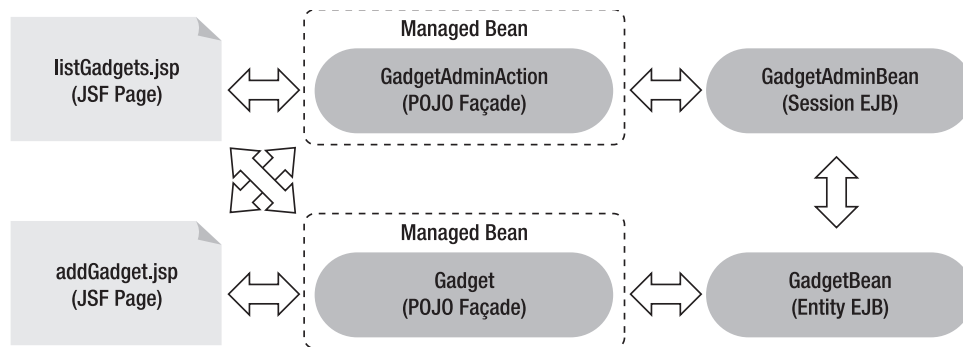 listGadgets.jsp
(JSF Page)
Managed Bean
GadgetAdminAction
(POJO Façade)
GadgetAdminBean
(Session EJB)
addGadget.jsp
(JSF Page)
Managed Bean
Gadget
(POJO Façade)
GadgetBean
(Entity EJB)